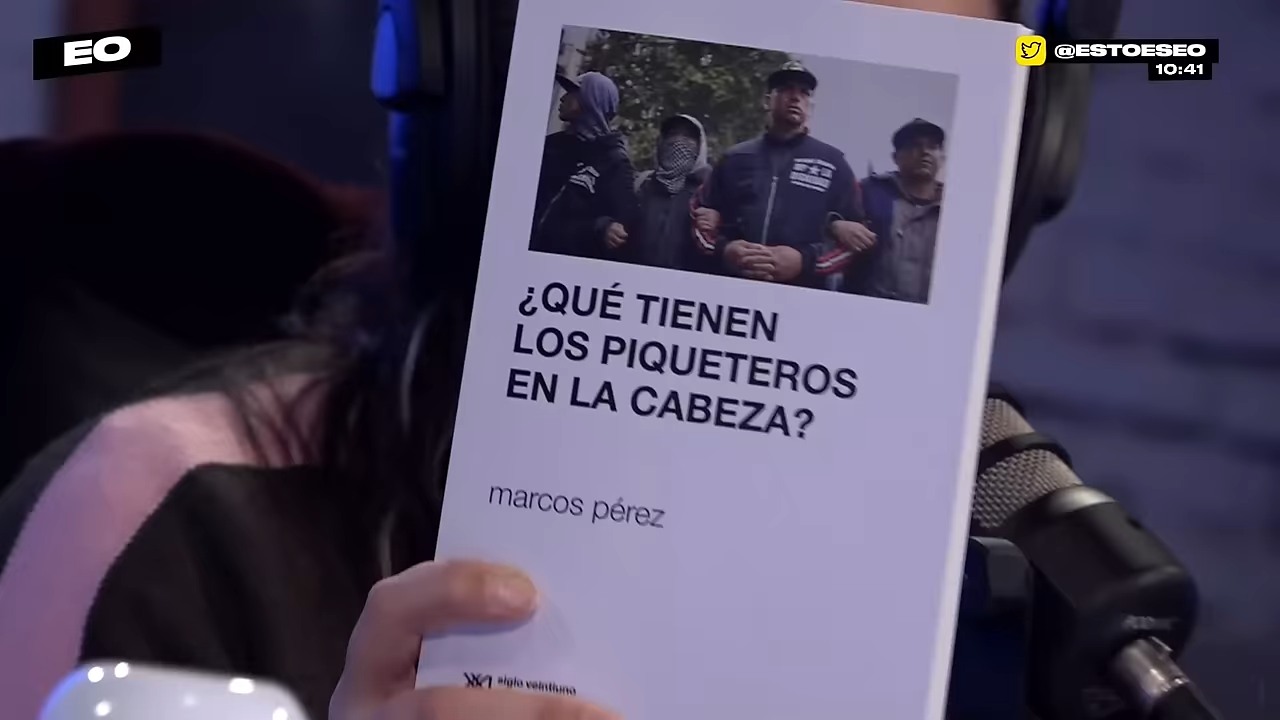 EO
@ESTOESEO
10:41
¿QUÉ TIENEN
LOS PIQUETEROS
EN LA CABEZA?
marcos pérez
siglo veintiuno